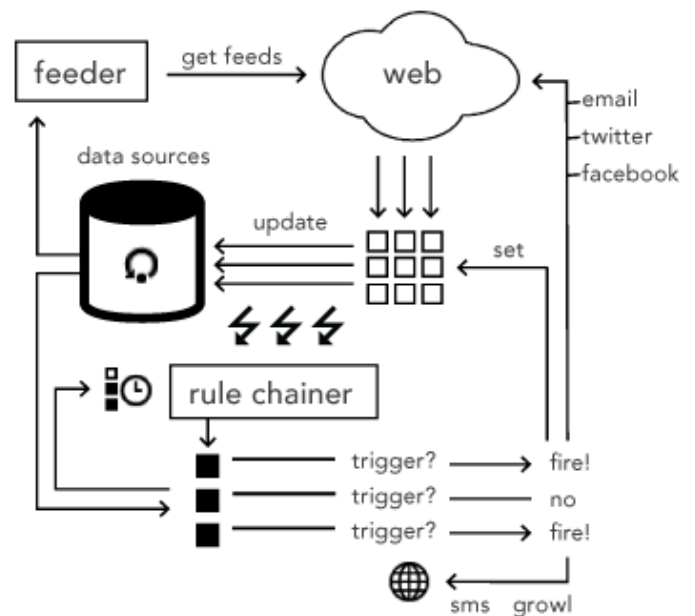 feeder
get feeds
web
email
twitter
facebook
data sources
update
set
rule chainer
trigger?
fire!
trigger?
no
trigger?
fire!
sms growl